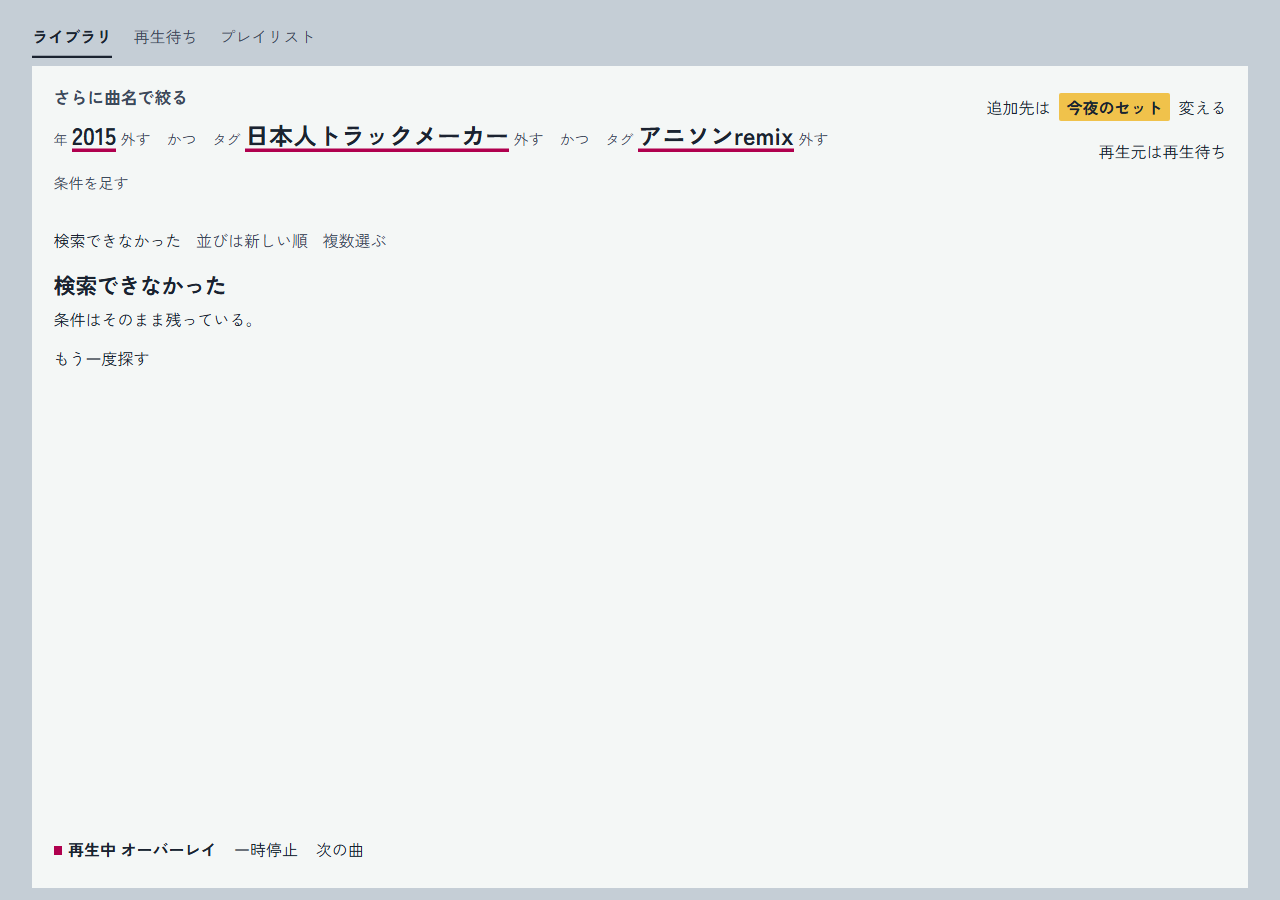 ライブラリ 再生待ち プレイリスト
さらに曲名で絞る
追加先は 今夜のセット 変える
年 2015 外す かつ タグ 日本人トラックメーカー 外す かつ タグ アニソンremix 外す
再生元は再生待ち
条件を足す
検索できなかった 並びは新しい順 複数選ぶ
検索できなかった
条件はそのまま残っている。
もう一度探す
再生中 オーバーレイ 一時停止 次の曲